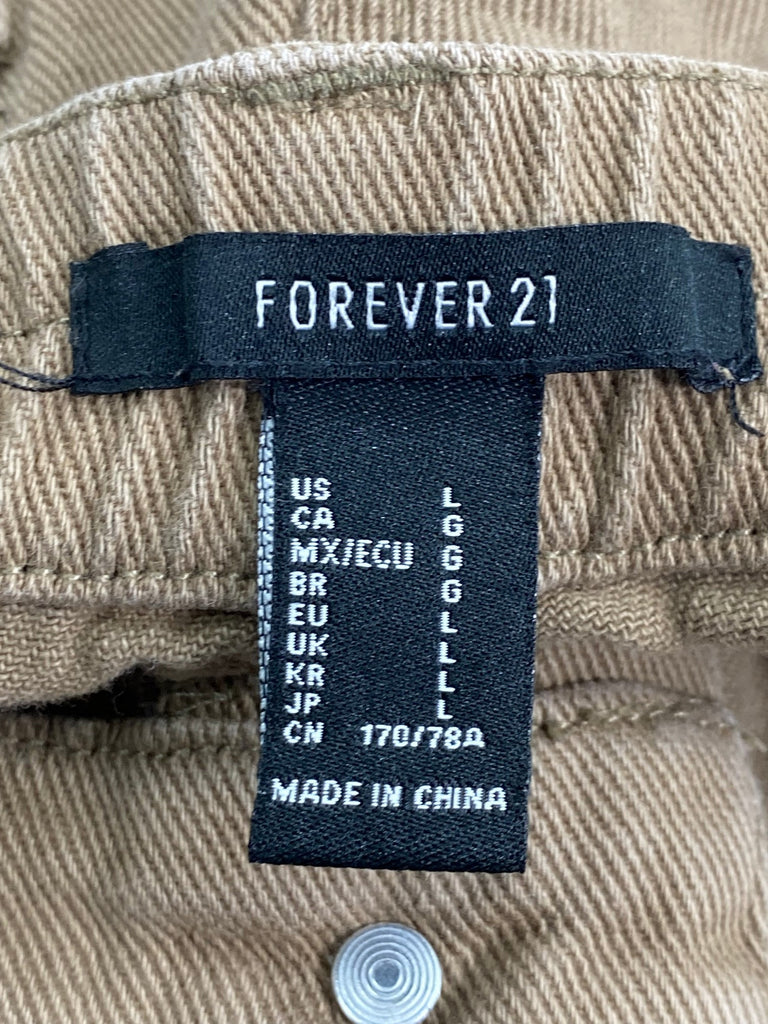 FOREVER 21
US L
CA G
MX/ECU G
BR G
EU L
UK L
KR L
JP L
CN 170/78A
MADE IN CHINA